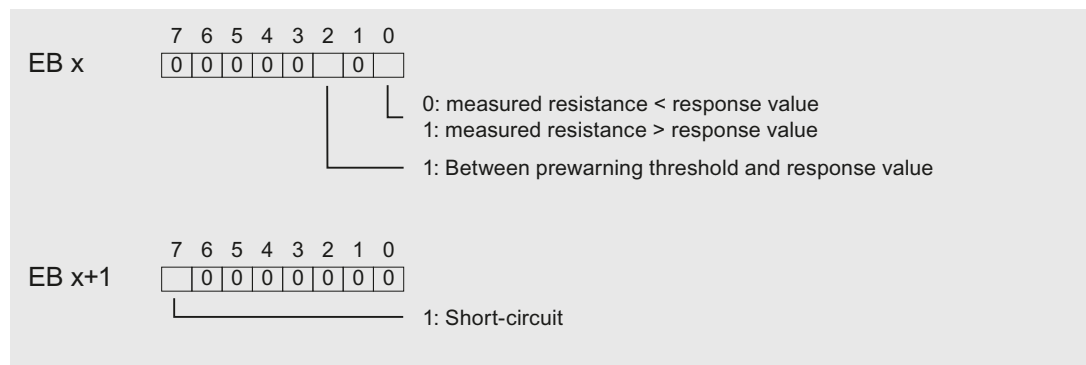 7 6 5 4 3 2 1 0
EB x 0 0 0 0 0 0
0: measured resistance < response value
1: measured resistance > response value
1: Between prewarning threshold and response value
7 6 5 4 3 2 1 0
EB x+1 0 0 0 0 0 0 0
1: Short-circuit